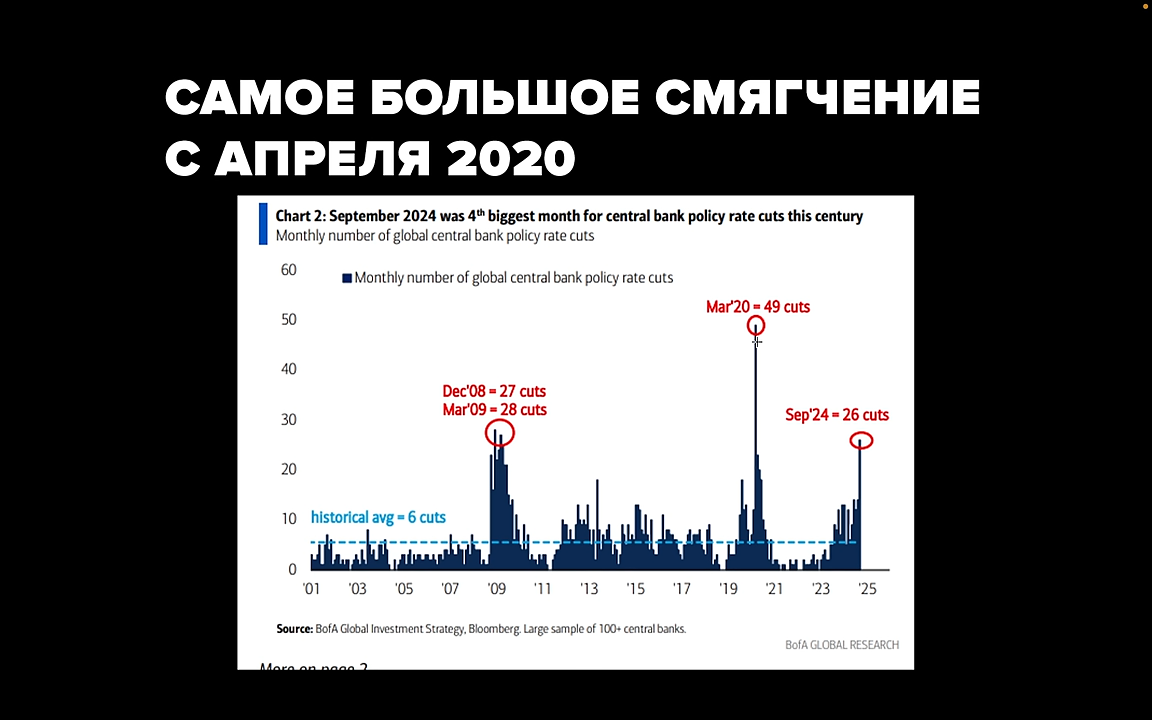 САМОЕ БОЛЬШОЕ СМЯГЧЕНИЕ
С АПРЕЛЯ 2020
Chart 2: September 2024 was 4th biggest month for central bank policy rate cuts this century
Monthly number of global central bank policy rate cuts
60
Monthly number of global central bank policy rate cuts
Mar'20 = 49 cuts
50
40
Dec'08 = 27 cuts
Mar'09 = 28 cuts
Sep'24 = 26 cuts
30
20
historical avg = 6 cuts
10
0
'01 '03 '05 '07 '09 '11 '13 '15 '17 '19 '21 '23 '25
Source: BofA Global Investment Strategy, Bloomberg. Large sample of 100+ central banks.
BofA GLOBAL RESEARCH
More on page 2